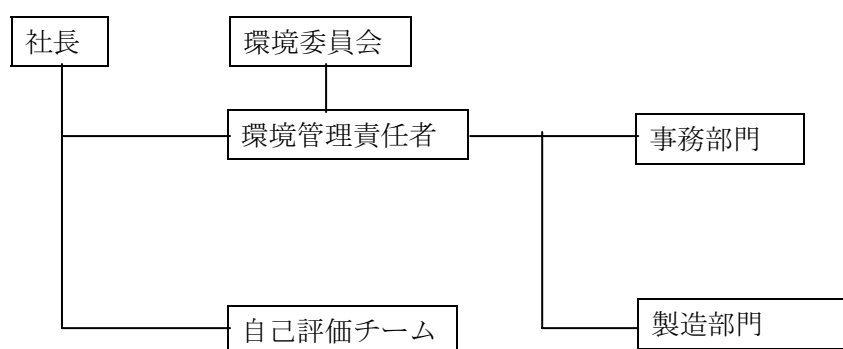 社長
環境委員会
環境管理責任者
事務部門
自己評価チーム
製造部門